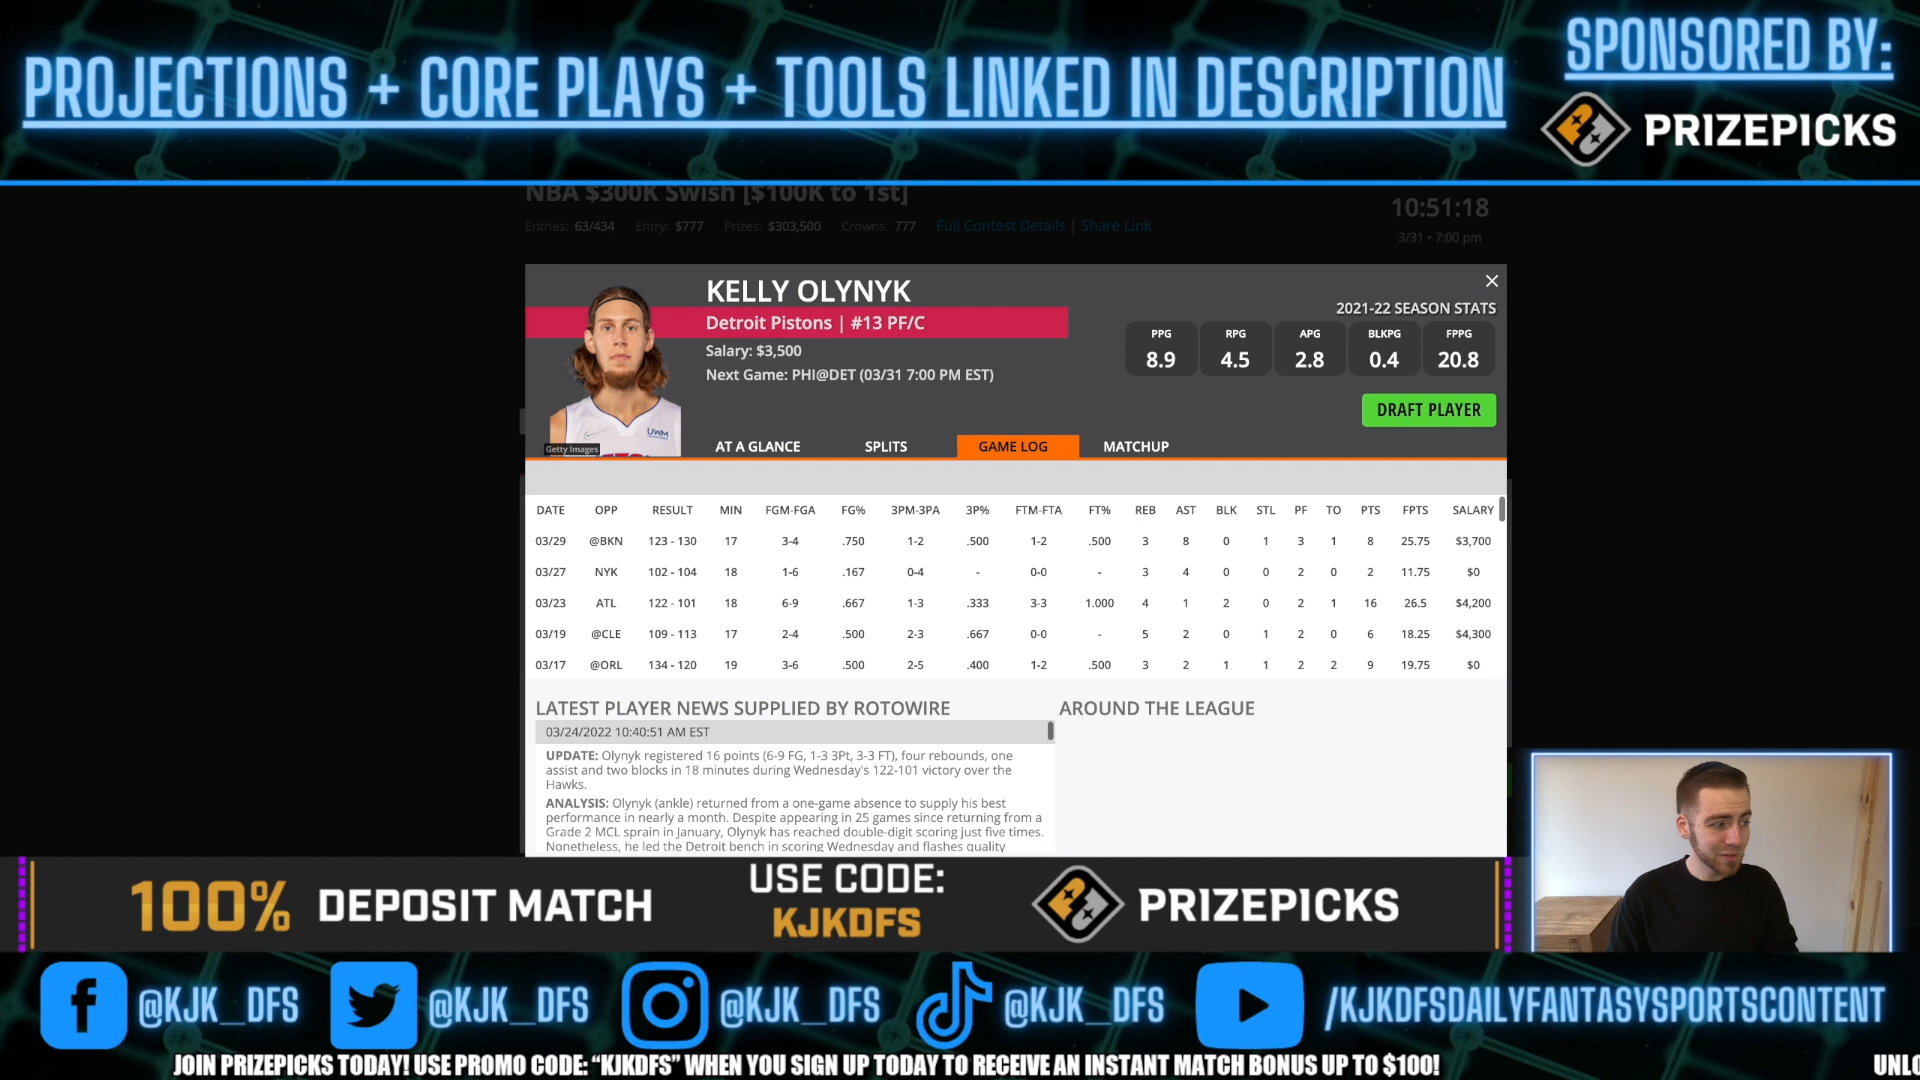 PROJECTIONS + CORE PLAYS + TOOLS LINKED IN DESCRIPTION
SPONSORED BY:
PRIZEPICKS
NBA $300K Swish [$100K to 1st]
Entries: 63/434 Entry: $777 Prizes: $303,500 Crowns: 777 Full Contest Details | Share Link
10:51:18
3/31 • 7:00 pm
KELLY OLYNYK
Detroit Pistons | #13 PF/C
Salary: $3,500
Next Game: PHI@DET (03/31 7:00 PM EST)
2021-22 SEASON STATS
PPG RPG APG BLKPG FPPG
8.9 4.5 2.8 0.4 20.8
DRAFT PLAYER
UWM
Getty Images
AT A GLANCE SPLITS GAME LOG MATCHUP
DATE OPP RESULT MIN FGM-FGA FG% 3PM-3PA 3P% FTM-FTA FT% REB AST BLK STL PF TO PTS FPTS SALARY
03/29 @BKN 123 - 130 17 3-4 .750 1-2 .500 1-2 .500 3 8 0 1 3 1 8 25.75 $3,700
03/27 NYK 102 - 104 18 1-6 .167 0-4 - 0-0 - 3 4 0 0 2 0 2 11.75 $0
03/23 ATL 122 - 101 18 6-9 .667 1-3 .333 3-3 1.000 4 1 2 0 2 1 16 26.5 $4,200
03/19 @CLE 109 - 113 17 2-4 .500 2-3 .667 0-0 - 5 2 0 1 2 0 6 18.25 $4,300
03/17 @ORL 134 - 120 19 3-6 .500 2-5 .400 1-2 .500 3 2 1 1 2 2 9 19.75 $0
LATEST PLAYER NEWS SUPPLIED BY ROTOWIRE
AROUND THE LEAGUE
03/24/2022 10:40:51 AM EST
UPDATE: Olynyk registered 16 points (6-9 FG, 1-3 3Pt, 3-3 FT), four rebounds, one
assist and two blocks in 18 minutes during Wednesday's 122-101 victory over the
Hawks.
ANALYSIS: Olynyk (ankle) returned from a one-game absence to supply his best
performance in nearly a month. Despite appearing in 25 games since returning from a
Grade 2 MCL sprain in January, Olynyk has reached double-digit scoring just five times.
Nonetheless, he led the Detroit bench in scoring Wednesday and flashes quality
100% DEPOSIT MATCH
USE CODE:
KJKDFS
PRIZEPICKS
@KJK_DFS @KJK_DFS @KJK_DFS @KJK_DFS /KJKDFSDAILYFANTASYSPORTSCONTENT
JOIN PRIZEPICKS TODAY! USE PROMO CODE: “KJKDFS” WHEN YOU SIGN UP TODAY TO RECEIVE AN INSTANT MATCH BONUS UP TO $100!